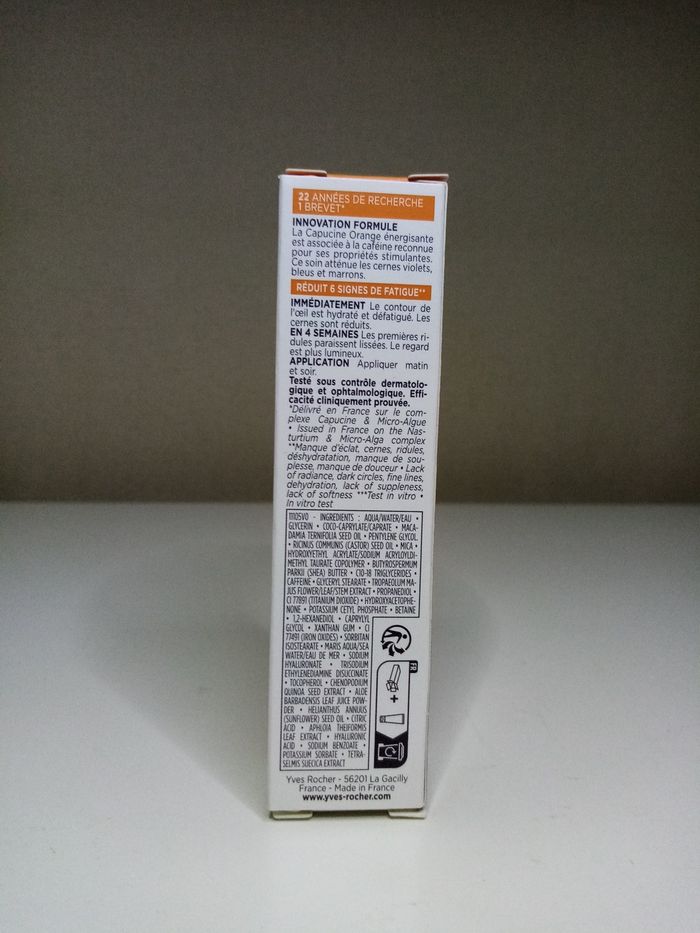 22 ANNÉES DE RECHERCHE
1 BREVET*
INNOVATION FORMULE
La Capucine Orange énergisante
est associée à la caféine reconnue
pour ses propriétés stimulantes.
Ce soin atténue les cernes violets,
bleus et marrons.
RÉDUIT 6 SIGNES DE FATIGUE**
IMMÉDIATEMENT Le contour de
l'œil est hydraté et défatigué. Les
cernes sont réduits.
EN 4 SEMAINES Les premières ri-
dules paraissent lissées. Le regard
est plus lumineux.
APPLICATION Appliquer matin
et soir.
Testé sous contrôle dermatolo-
gique et ophtalmologique. Effi-
cacité cliniquement prouvée.
*Délivré en France sur le com-
plexe Capucine & Micro-Algue
• Issued in France on the Nas-
turtium & Micro-Alga complex
**Manque d'éclat, cernes, ridules,
déshydratation, manque de sou-
plesse, manque de douceur • Lack
of radiance, dark circles, fine lines,
dehydration, lack of suppleness,
lack of softness ***Test in vitro •
In vitro test
11105V0 - INGREDIENTS : AQUA/WATER/EAU •
GLYCERIN • COCO-CAPRYLATE/CAPRATE • MACA-
DAMIA TERNIFOLIA SEED OIL • PENTYLENE GLYCOL
• RICINUS COMMUNIS (CASTOR) SEED OIL • MICA •
HYDROXYETHYL ACRYLATE/SODIUM ACRYLOYLDI-
METHYL TAURATE COPOLYMER • BUTYROSPERMUM
PARKII (SHEA) BUTTER • C10-18 TRIGLYCERIDES •
CAFFEINE • GLYCERYL STEARATE • TROPAEOLUM MA-
JUS FLOWER/LEAF/STEM EXTRACT • PROPANEDIOL •
CI 77891 (TITANIUM DIOXIDE) • HYDROXYACETOPHE-
NONE • POTASSIUM CETYL PHOSPHATE • BETAINE
• 1,2-HEXANEDIOL • CAPRYLYL
GLYCOL • XANTHAN GUM • CI
77491 (IRON OXIDES) • SORBITAN
ISOSTEARATE • MARIS AQUA/SEA
WATER/EAU DE MER • SODIUM
HYALURONATE • TRISODIUM
ETHYLENEDIAMINE DISUCCINATE
• TOCOPHEROL • CHENOPODIUM
QUINOA SEED EXTRACT • ALOE
BARBADENSIS LEAF JUICE POW-
DER • HELIANTHUS ANNUUS
(SUNFLOWER) SEED OIL • CITRIC
ACID • APHLOIA THEIFORMIS
LEAF EXTRACT • HYALURONIC
ACID • SODIUM BENZOATE •
POTASSIUM SORBATE • TETRA-
SELMIS SUECICA EXTRACT
FR
+
Yves Rocher - 56201 La Gacilly
France - Made in France
www.yves-rocher.com